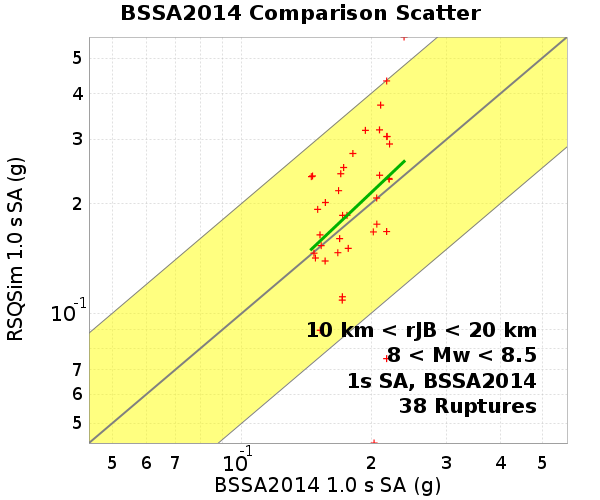 BSSA2014 Comparison Scatter
RSQSim 1.0 s SA (g)
5
4
3
2
10-1
7
6
5
10 km < rJB < 20 km
8 < Mw < 8.5
1s SA, BSSA2014
38 Ruptures
5 6 7 10-1 2 3 4 5
BSSA2014 1.0 s SA (g)